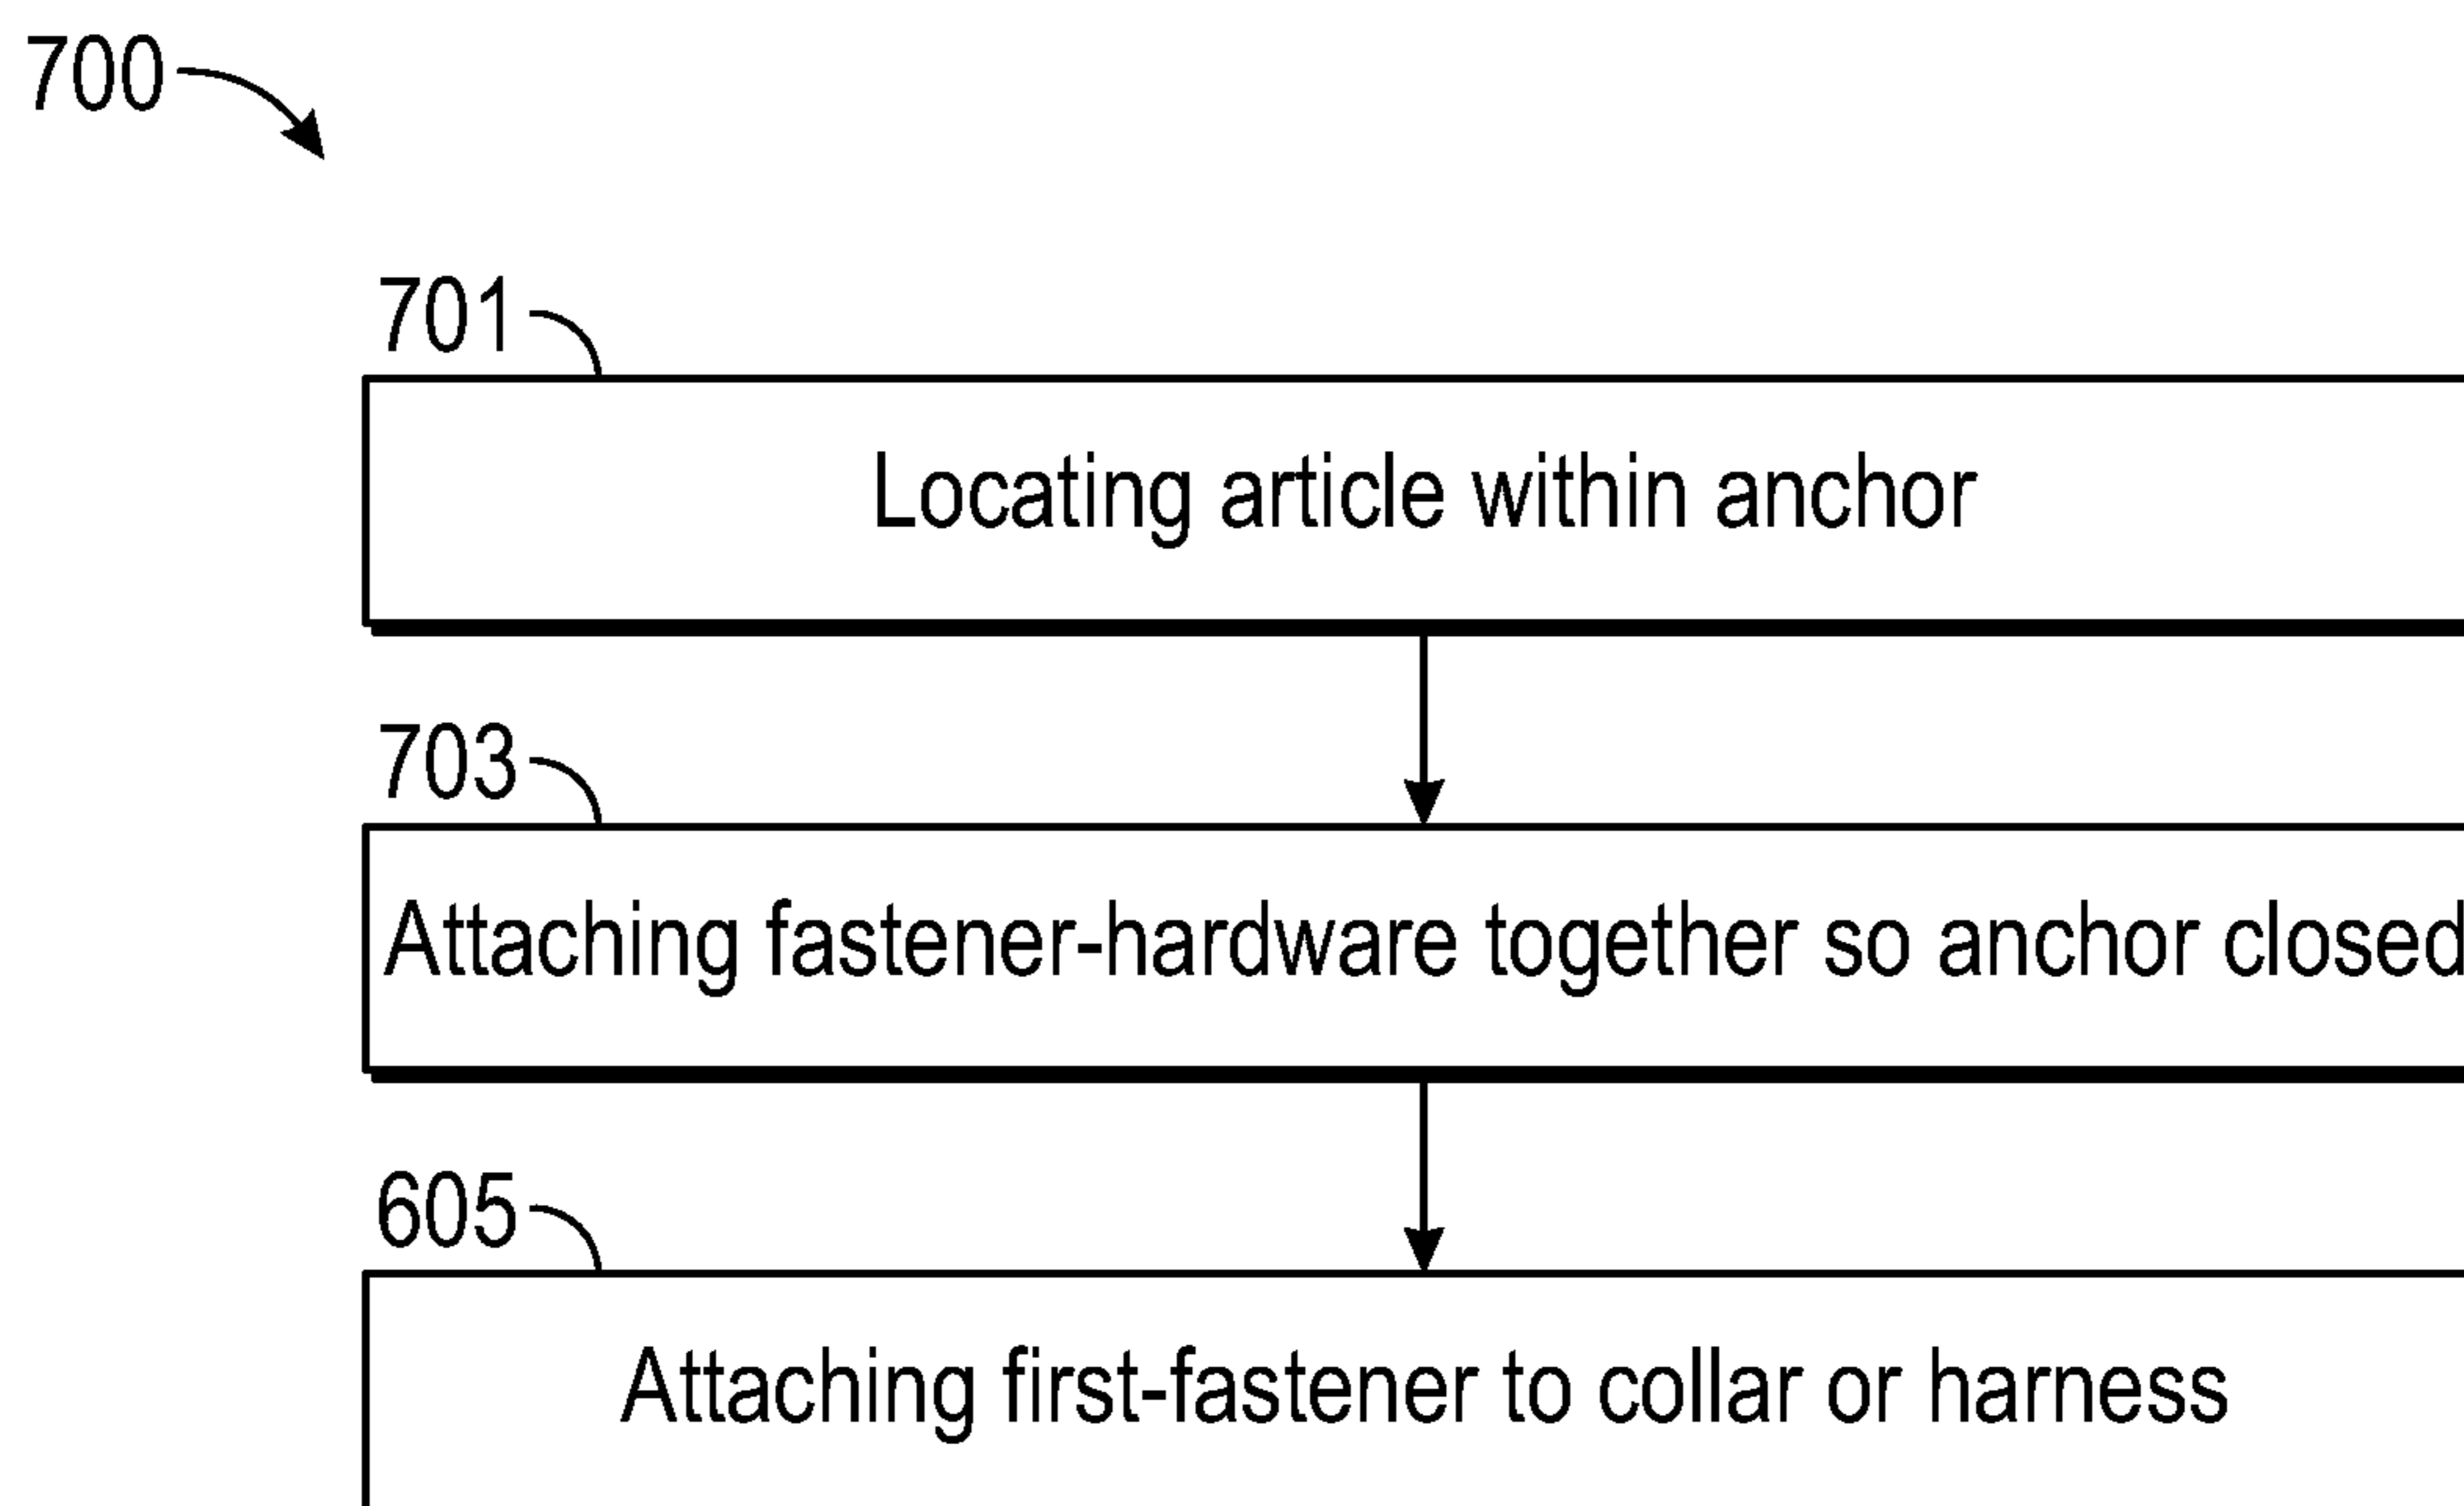 700
701
Locating article within anchor
703
Attaching fastener-hardware together so anchor closed
605
Attaching first-fastener to collar or harness